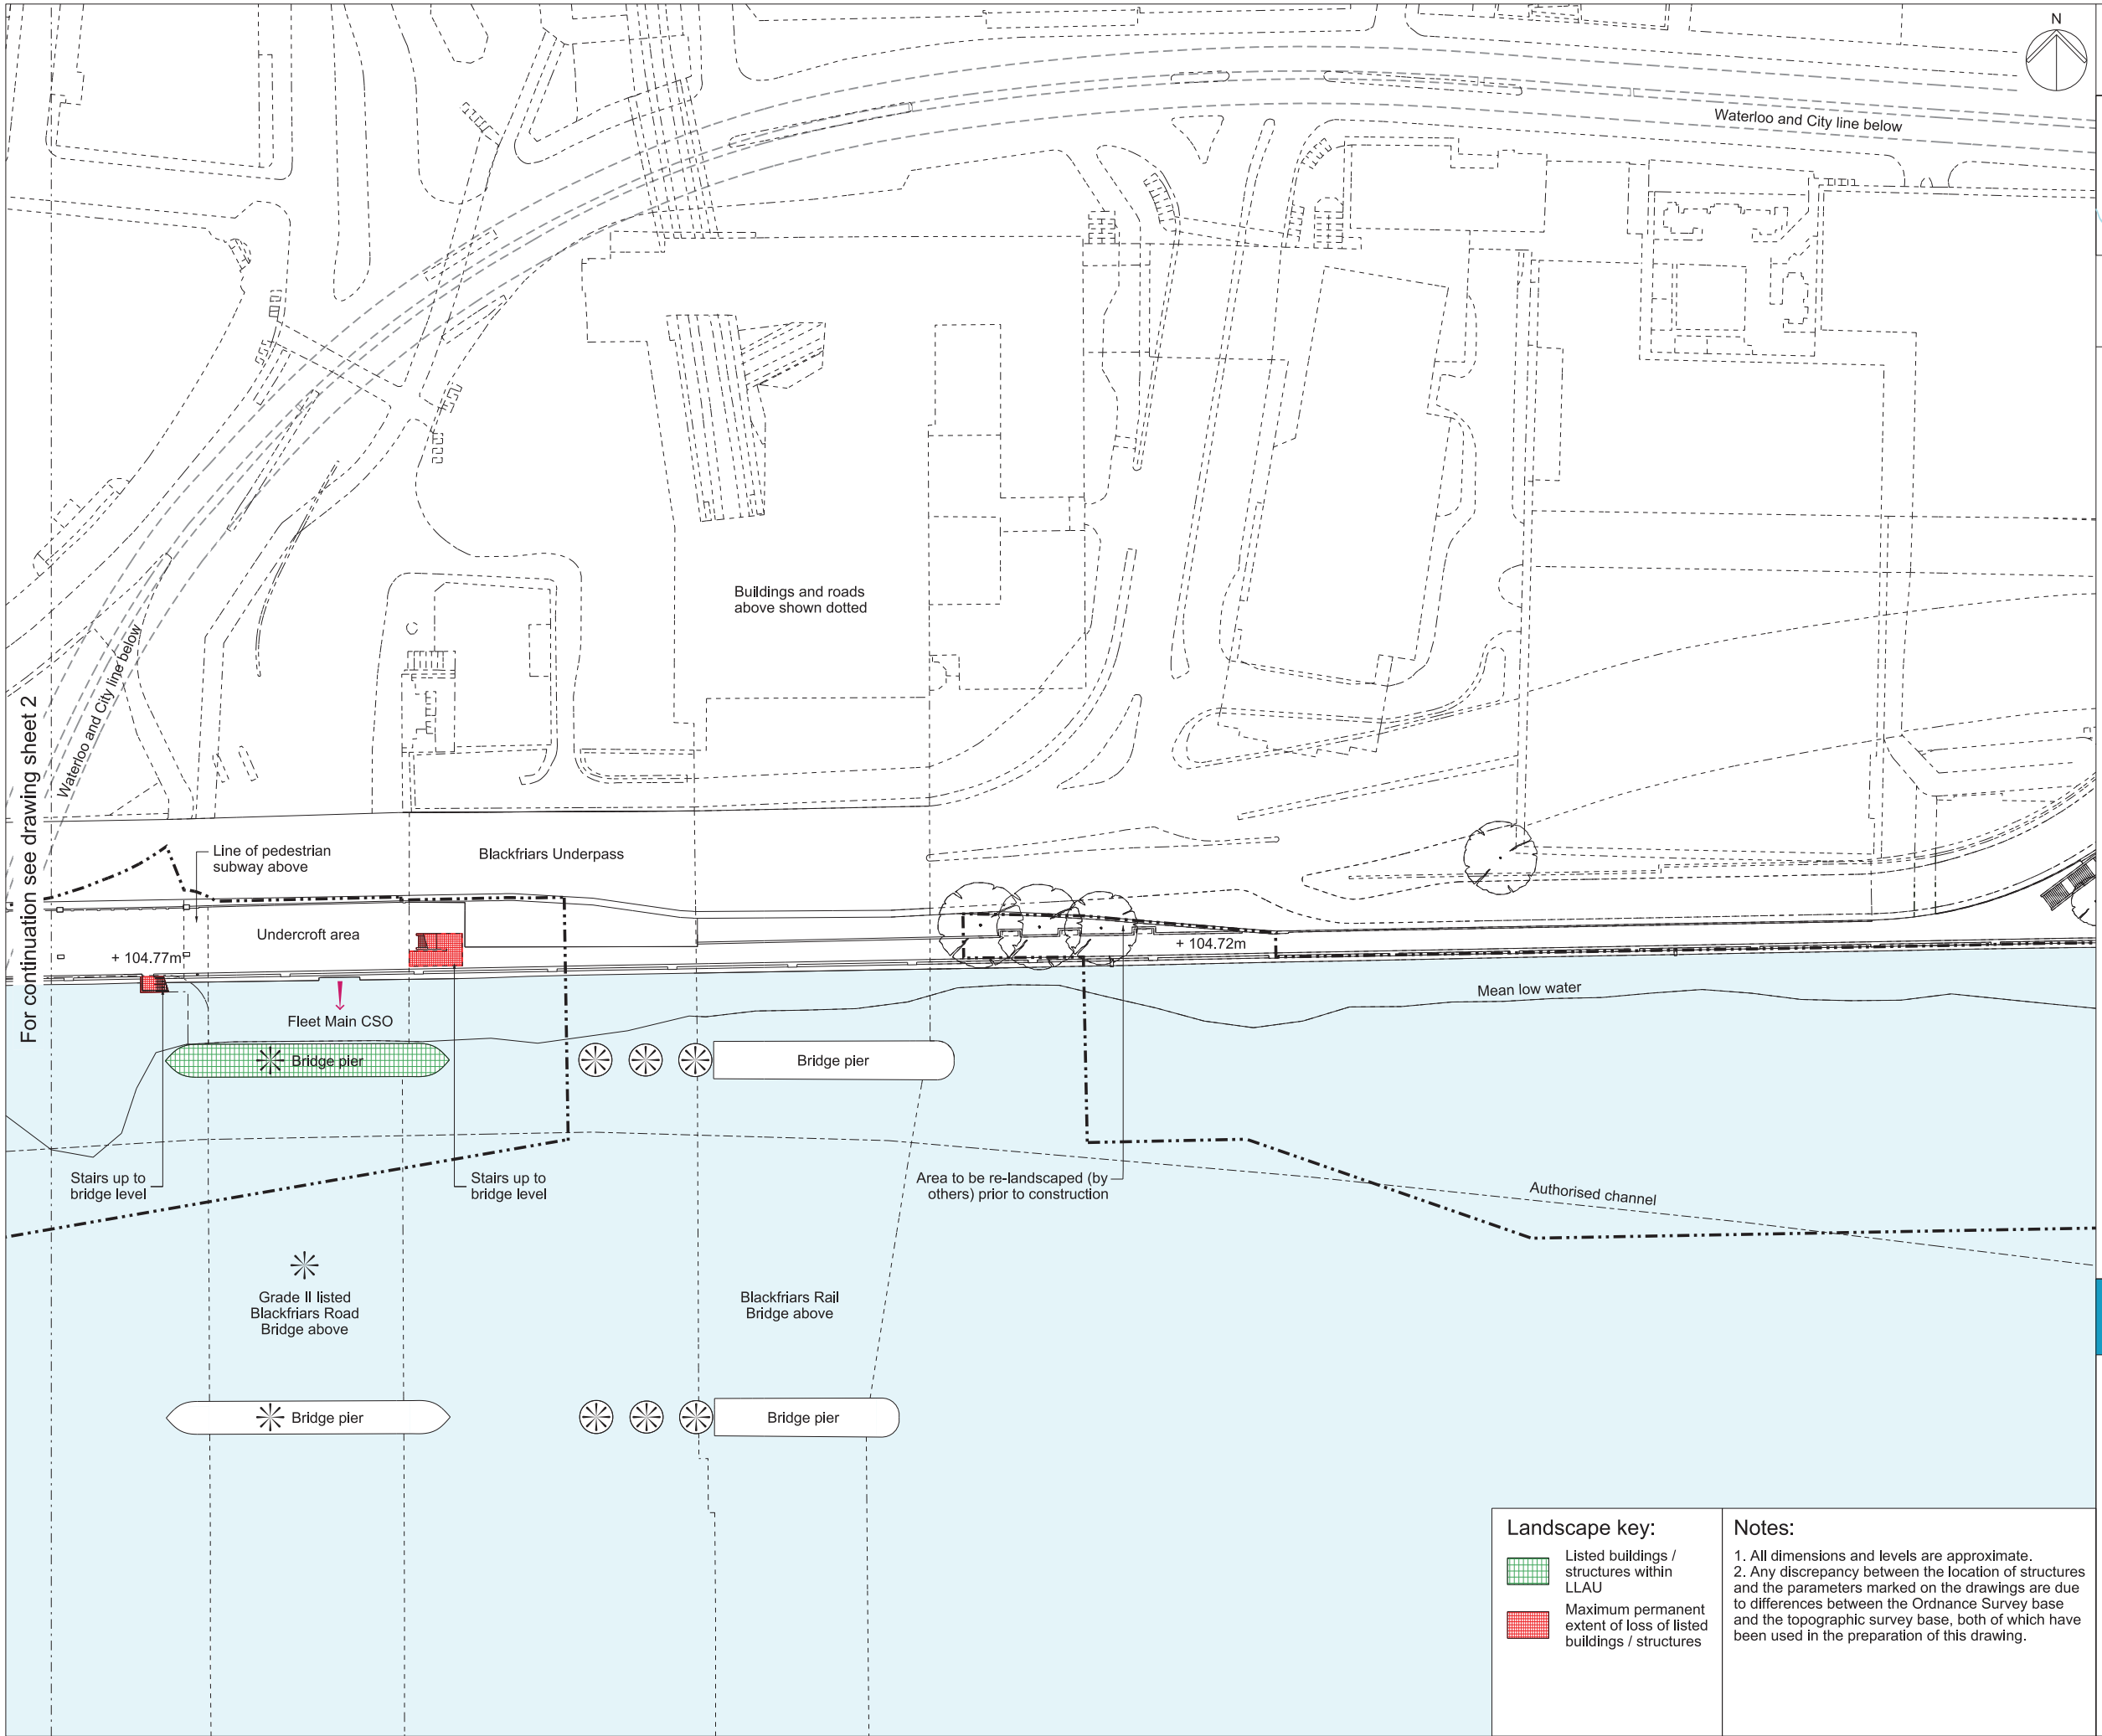 N
Waterloo and City line below
Buildings and roads
above shown dotted
Waterloo and City line below
For continuation see drawing sheet 2
Line of pedestrian
subway above
Blackfriars Underpass
Undercroft area
+ 104.77m
+ 104.72m
Mean low water
Fleet Main CSO
Bridge pier
Bridge pier
Stairs up to
bridge level
Stairs up to
bridge level
Area to be re-landscaped (by
others) prior to construction
Authorised channel
Grade II listed
Blackfriars Road
Bridge above
Blackfriars Rail
Bridge above
Bridge pier
Bridge pier
Landscape key:
Listed buildings /
structures within
LLAU
Maximum permanent
extent of loss of listed
buildings / structures
Notes:
1. All dimensions and levels are approximate.
2. Any discrepancy between the location of structures
and the parameters marked on the drawings are due
to differences between the Ordnance Survey base
and the topographic survey base, both of which have
been used in the preparation of this drawing.